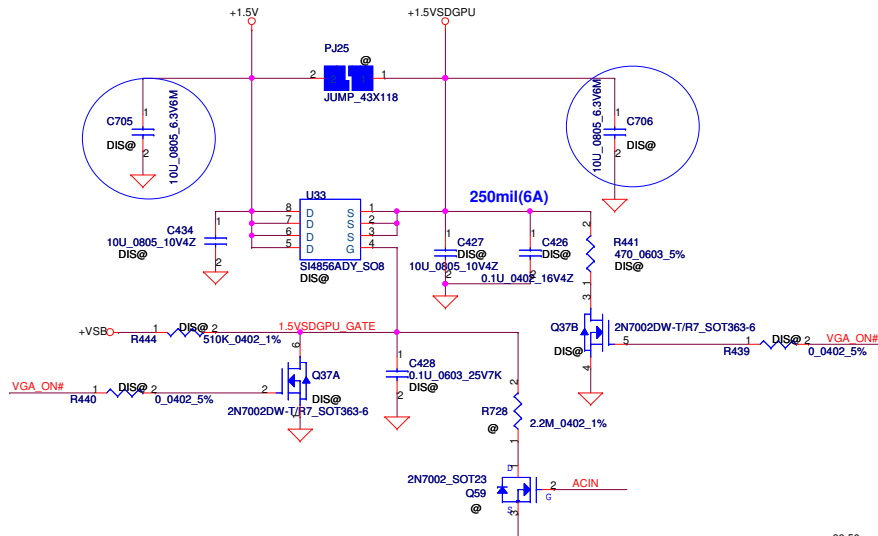 +1.5V
+1.5VSDGPU
PJ25
@
2
1
JUMP_43X118
C705
1
DIS@
2
10U_0805_6.3V6M
10U_0805_6.3V6M
1
C706
DIS@
2
250mil(6A)
U33
8 D S 1
7 D S 2
6 D S 3
5 D G 4
SI4856ADY_SO8
DIS@
C434
1
10U_0805_10V4Z
DIS@
2
1
C427
DIS@
10U_0805_10V4Z
2
1
C426
DIS@
0.1U_0402_16V4Z
2
2
R441
470_0603_5%
1
3
Q37B
2N7002DW-T/R7_SOT363-6
DIS@
5
4
R439
1
DIS@
2
0_0402_5%
VGA_ON#
+VSB
1
DIS@
2
R444
510K_0402_1%
1.5VSDGPU_GATE
6
Q37A
DIS@
2
1
2N7002DW-T/R7_SOT363-6
VGA_ON#
1
DIS@
2
R440
0_0402_5%
1
C428
0.1U_0603_25V7K
DIS@
2
2
R728
2.2M_0402_1%
@
1
2N7002_SOT23
Q59
@
D
1
2
G
S
3
ACIN